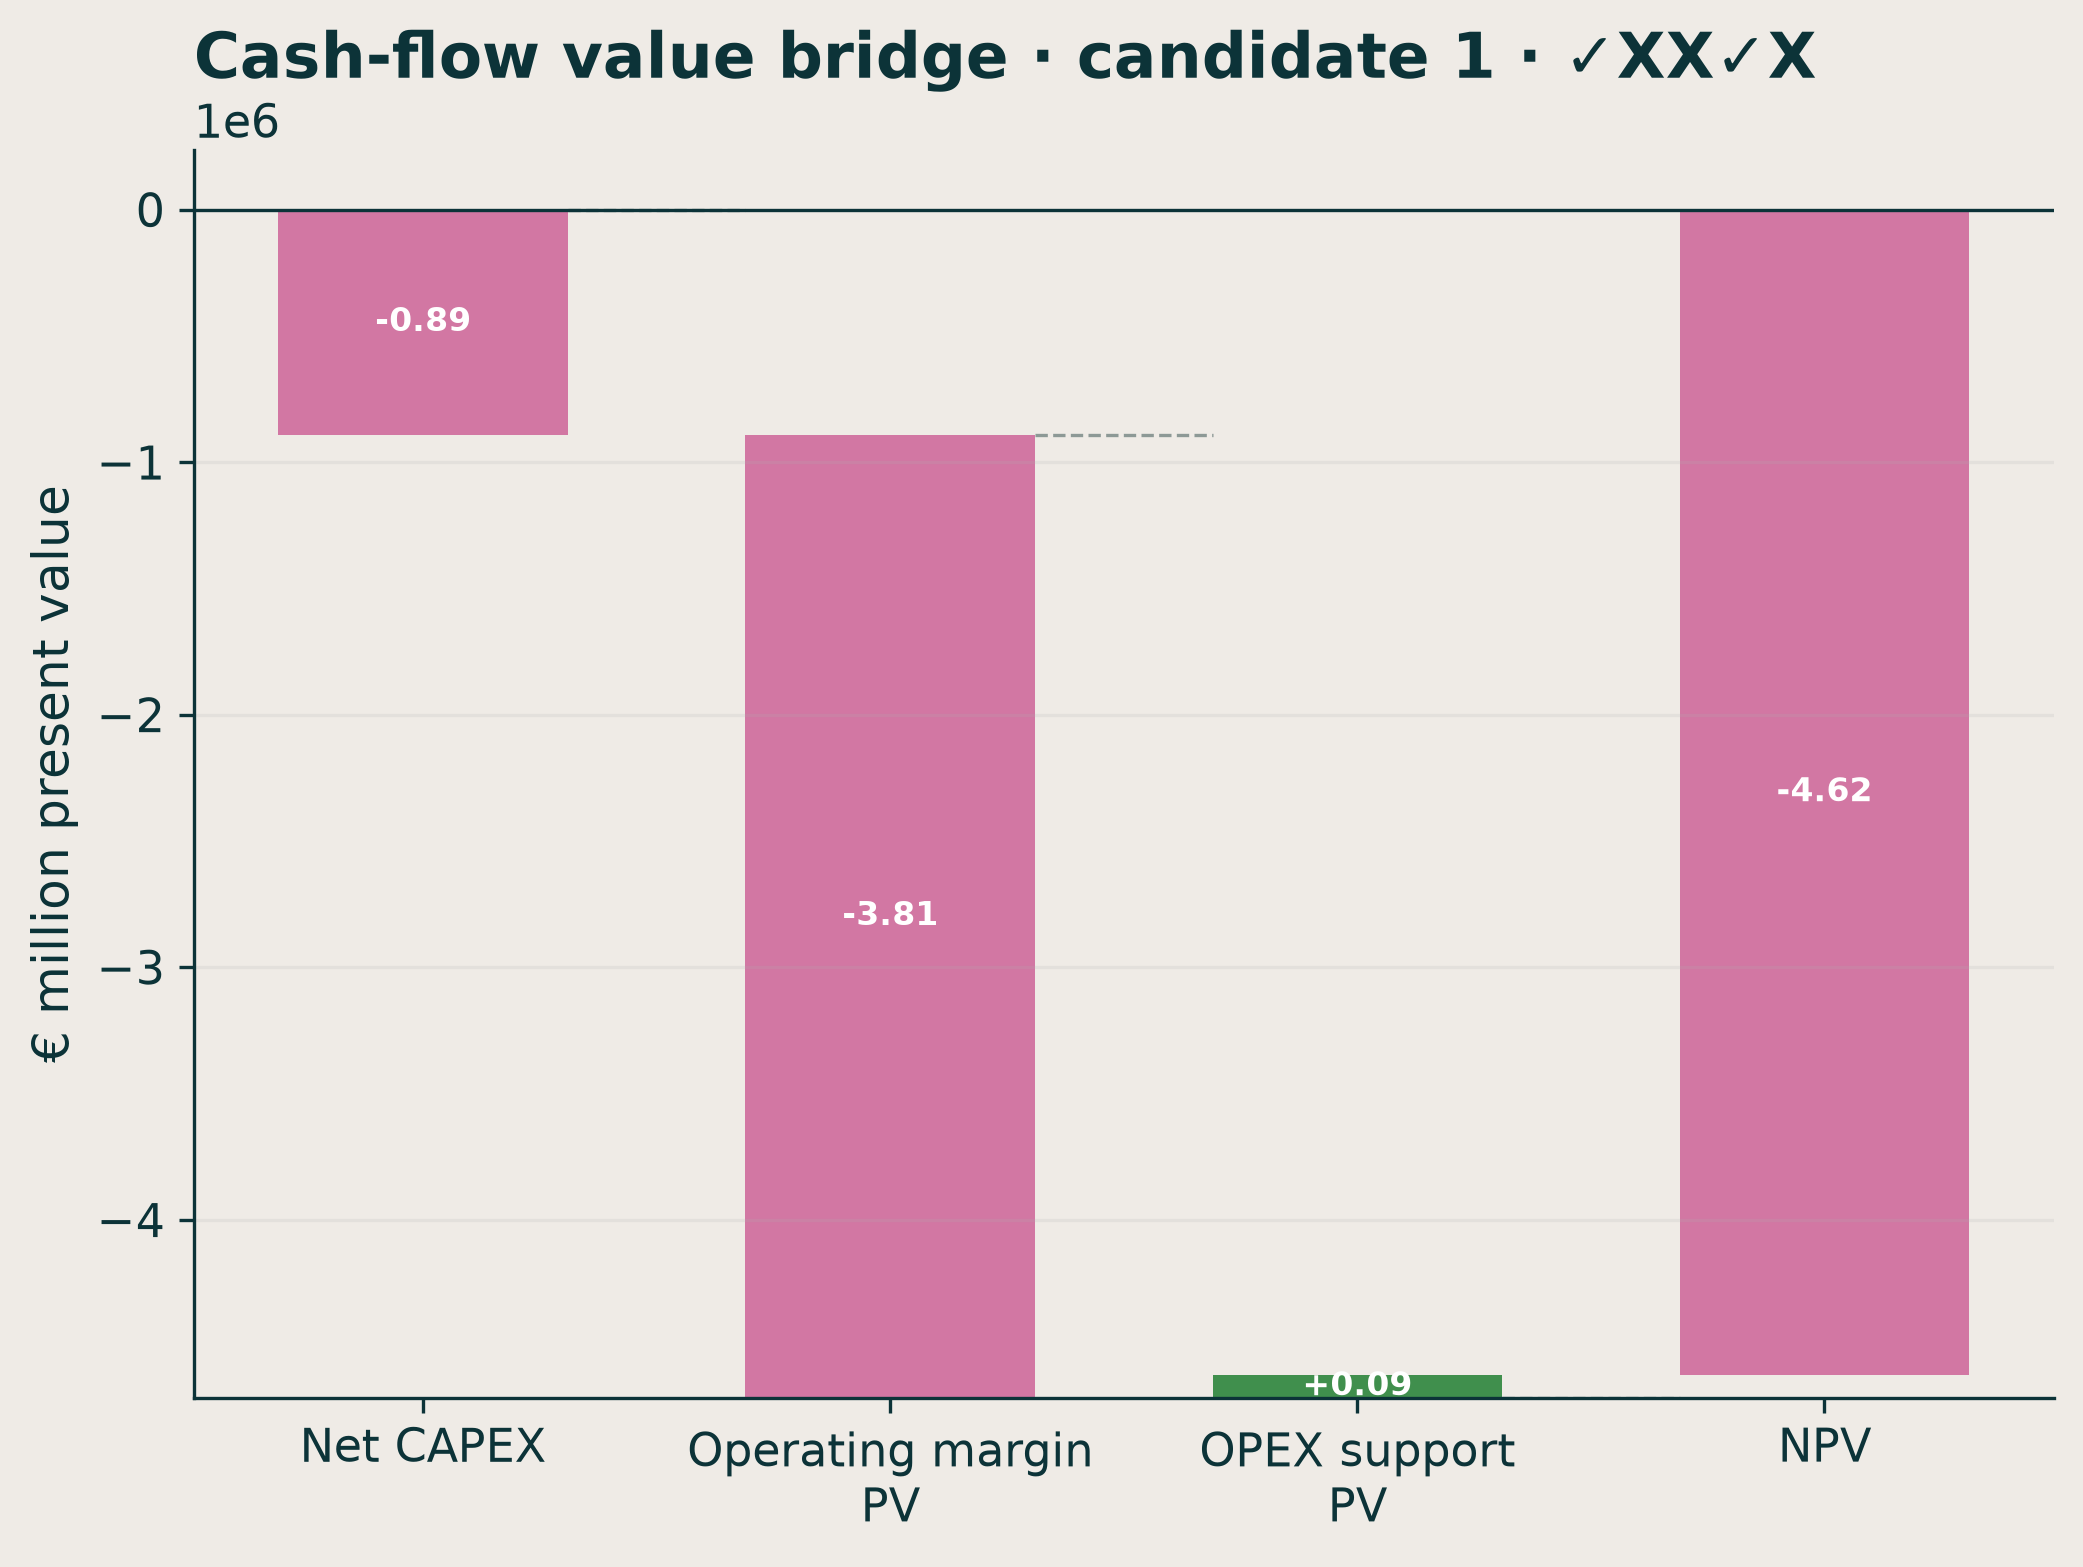 Cash-flow value bridge · candidate 1 · ✓XX✓X
1e6
€ million present value
0
−1
−2
−3
−4
-0.89
-3.81
+0.09
-4.62
Net CAPEX
Operating margin
PV
OPEX support
PV
NPV